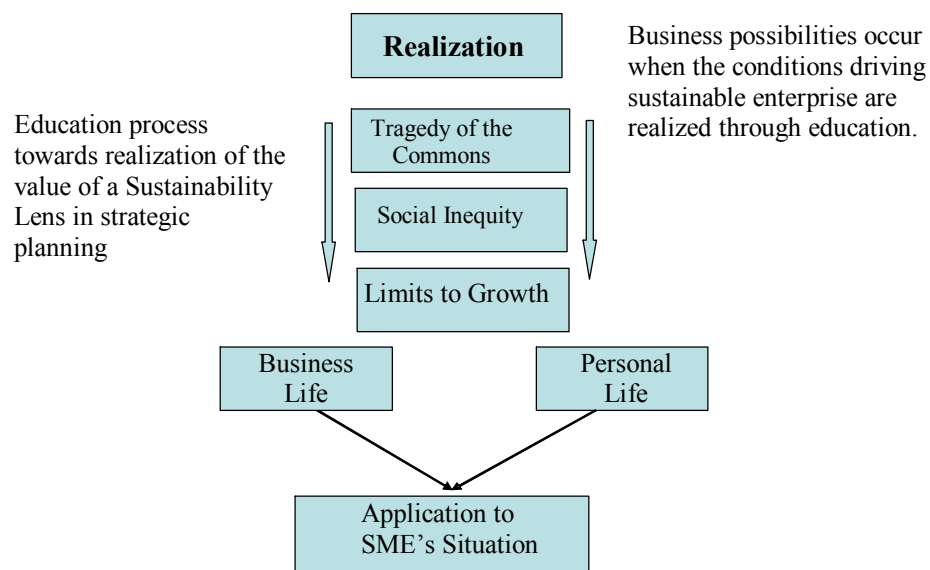 Realization
Business possibilities occur
when the conditions driving
sustainable enterprise are
realized through education.
Education process
towards realization of the
value of a Sustainability
Lens in strategic
planning
Tragedy of the
Commons
Social Inequity
Limits to Growth
Business
Life
Personal
Life
Application to
SME's Situation